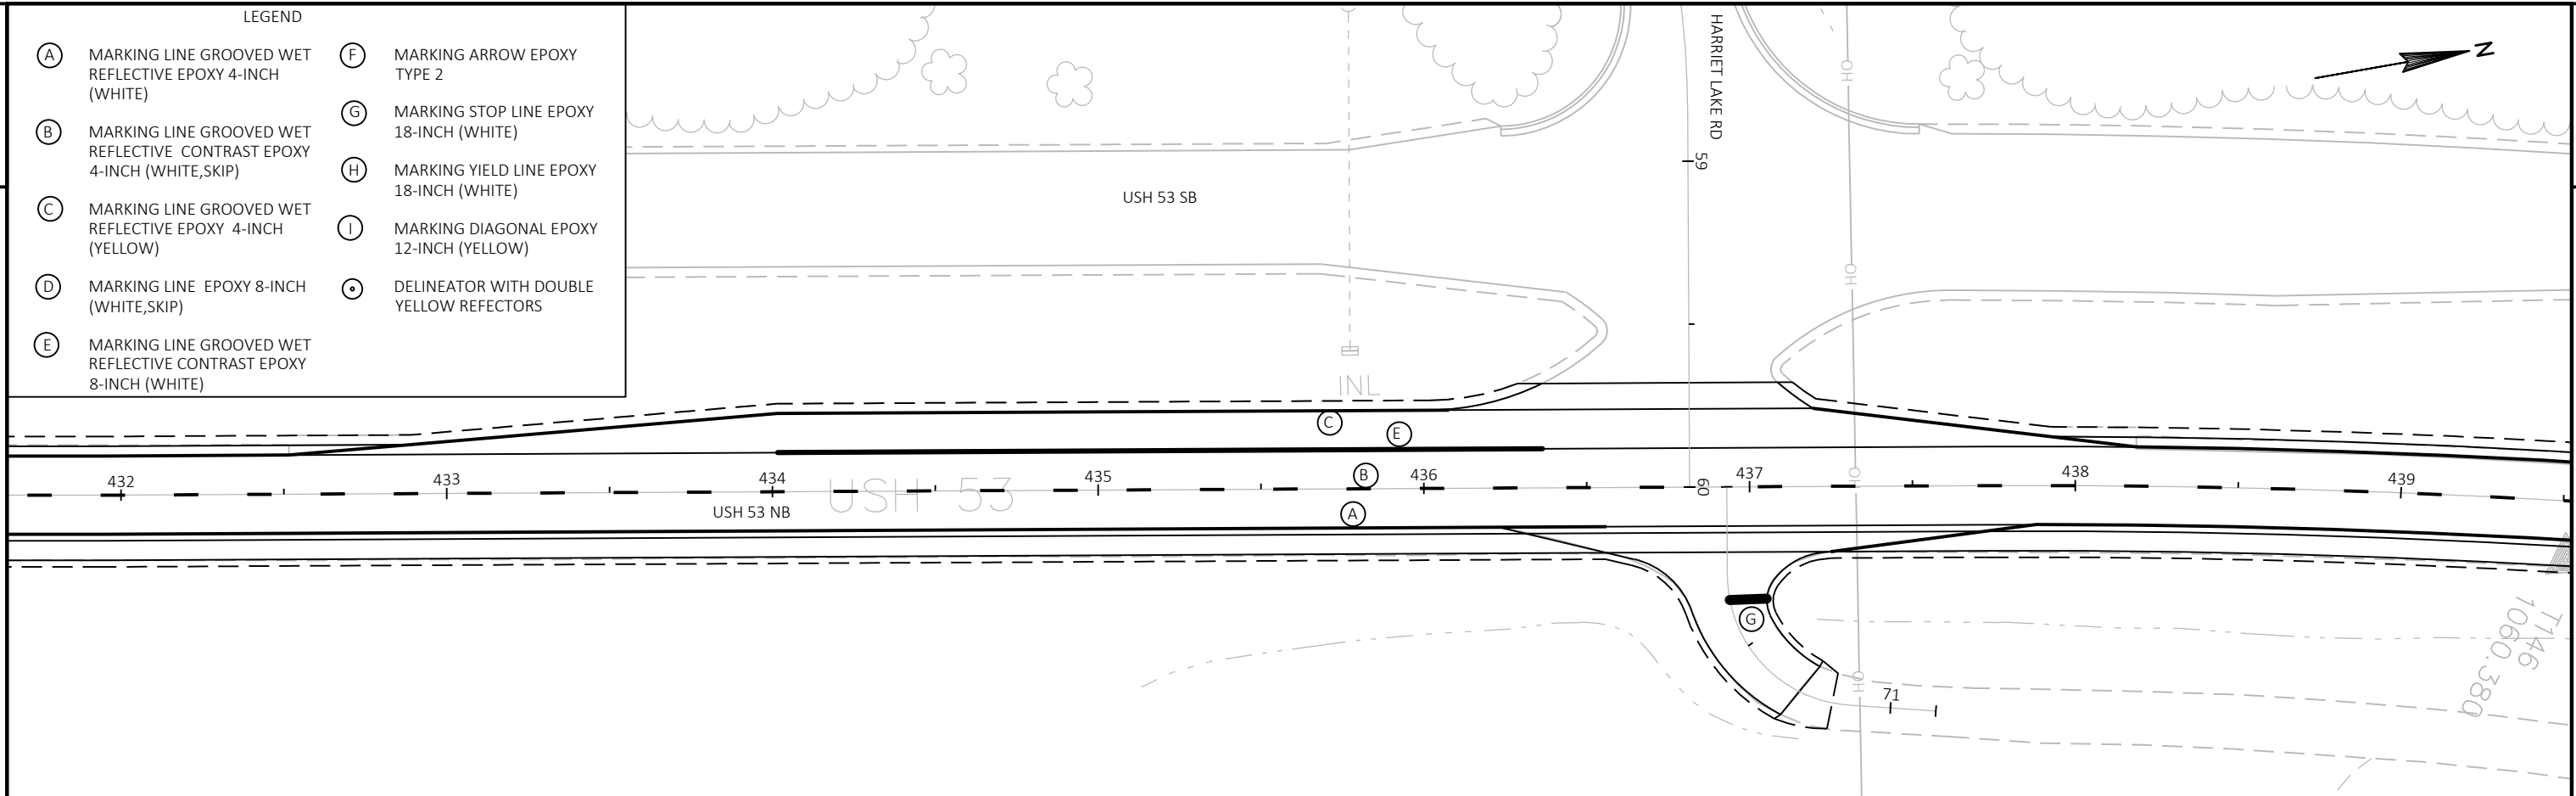 LEGEND
A MARKING LINE GROOVED WET
REFLECTIVE EPOXY 4-INCH
(WHITE)
B MARKING LINE GROOVED WET
REFLECTIVE CONTRAST EPOXY
4-INCH (WHITE,SKIP)
C MARKING LINE GROOVED WET
REFLECTIVE EPOXY 4-INCH
(YELLOW)
D MARKING LINE EPOXY 8-INCH
(WHITE,SKIP)
E MARKING LINE GROOVED WET
REFLECTIVE CONTRAST EPOXY
8-INCH (WHITE)
F MARKING ARROW EPOXY
TYPE 2
G MARKING STOP LINE EPOXY
18-INCH (WHITE)
H MARKING YIELD LINE EPOXY
18-INCH (WHITE)
I MARKING DIAGONAL EPOXY
12-INCH (YELLOW)
DELINEATOR WITH DOUBLE
YELLOW REFECTORS
HARRIET LAKE RD
N
OH
59
USH 53 SB
OH
INL
C
E
B
432
433
434
435
436
437
438
439
OH
60
USH 53
USH 53 NB
A
G
OH
71
1146
1060.380